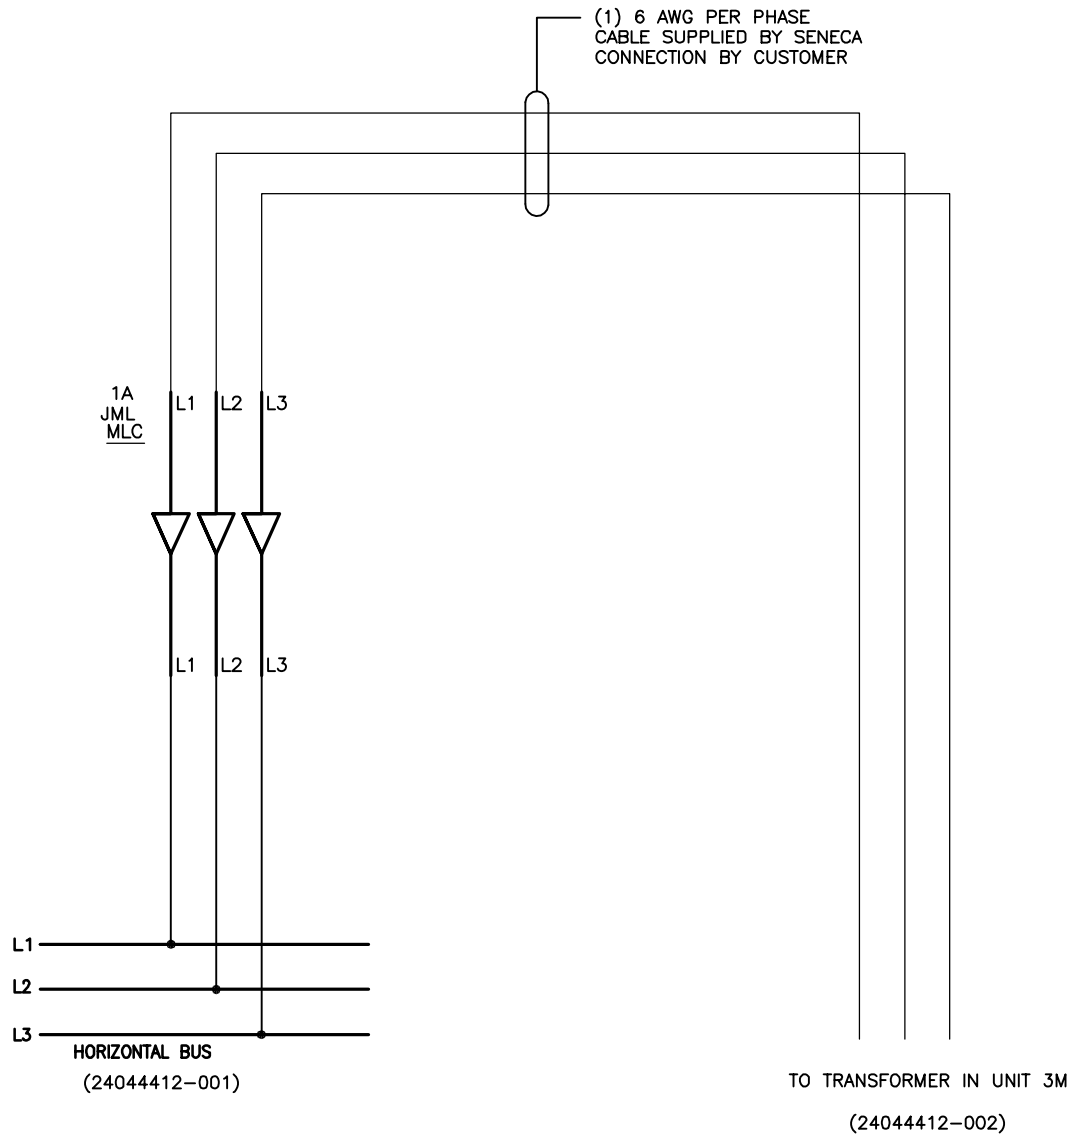 (1) 6 AWG PER PHASE
CABLE SUPPLIED BY SENECA
CONNECTION BY CUSTOMER
1A
JML
MLC
L1 L2 L3
L1 L2 L3
L1
L2
L3
HORIZONTAL BUS
(24044412-001)
TO TRANSFORMER IN UNIT 3M
(24044412-002)